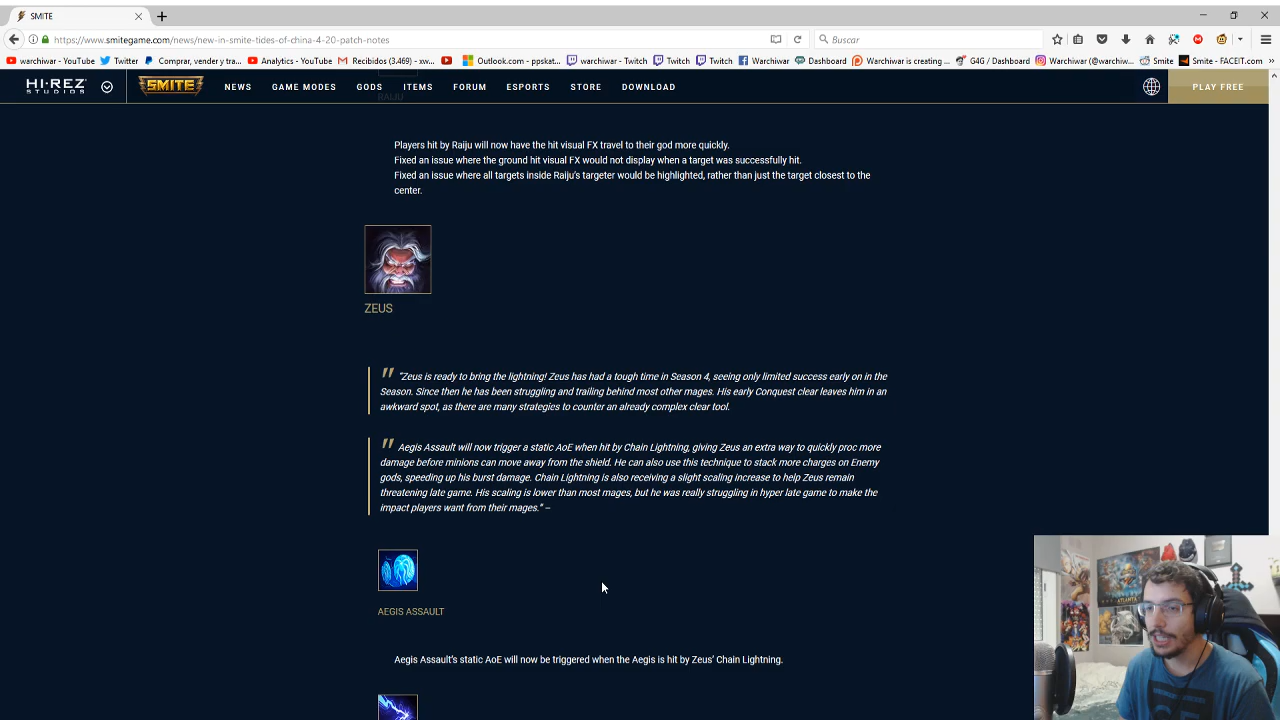 SMITE
https://www.smitegame.com/news/new-in-smite-tides-of-china-4-20-patch-notes
Buscar
warchiwar - YouTube
Twitter
Comprar, vender y tra...
Analytics - YouTube
Recibidos (3.469) - xw...
Outlook.com - ppskat...
warchiwar - Twitch
Twitch
Twitch
Warchiwar
Dashboard
Warchiwar is creating ...
G4G / Dashboard
Warchiwar (@warchiw...
Smite
Smite - FACEIT.com
HI-REZ STUDIOS
SMITE
NEWS
GAME MODES
GODS
ITEMS
FORUM
ESPORTS
STORE
DOWNLOAD
PLAY FREE
RAIJU
Players hit by Raiju will now have the hit visual FX travel to their god more quickly.
Fixed an issue where the ground hit visual FX would not display when a target was successfully hit.
Fixed an issue where all targets inside Raiju's targeter would be highlighted, rather than just the target closest to the
center.
ZEUS
"Zeus is ready to bring the lightning! Zeus has had a tough time in Season 4, seeing only limited success early on in the
Season. Since then he has been struggling and trailing behind most other mages. His early Conquest clear leaves him in an
awkward spot, as there are many strategies to counter an already complex clear tool.
Aegis Assault will now trigger a static AoE when hit by Chain Lightning, giving Zeus an extra way to quickly proc more
damage before minions can move away from the shield. He can also use this technique to stack more charges on Enemy
gods, speeding up his burst damage. Chain Lightning is also receiving a slight scaling increase to help Zeus remain
threatening late game. His scaling is lower than most mages, but he was really struggling in hyper late game to make the
impact players want from their mages." –
AEGIS ASSAULT
Aegis Assault's static AoE will now be triggered when the Aegis is hit by Zeus' Chain Lightning.